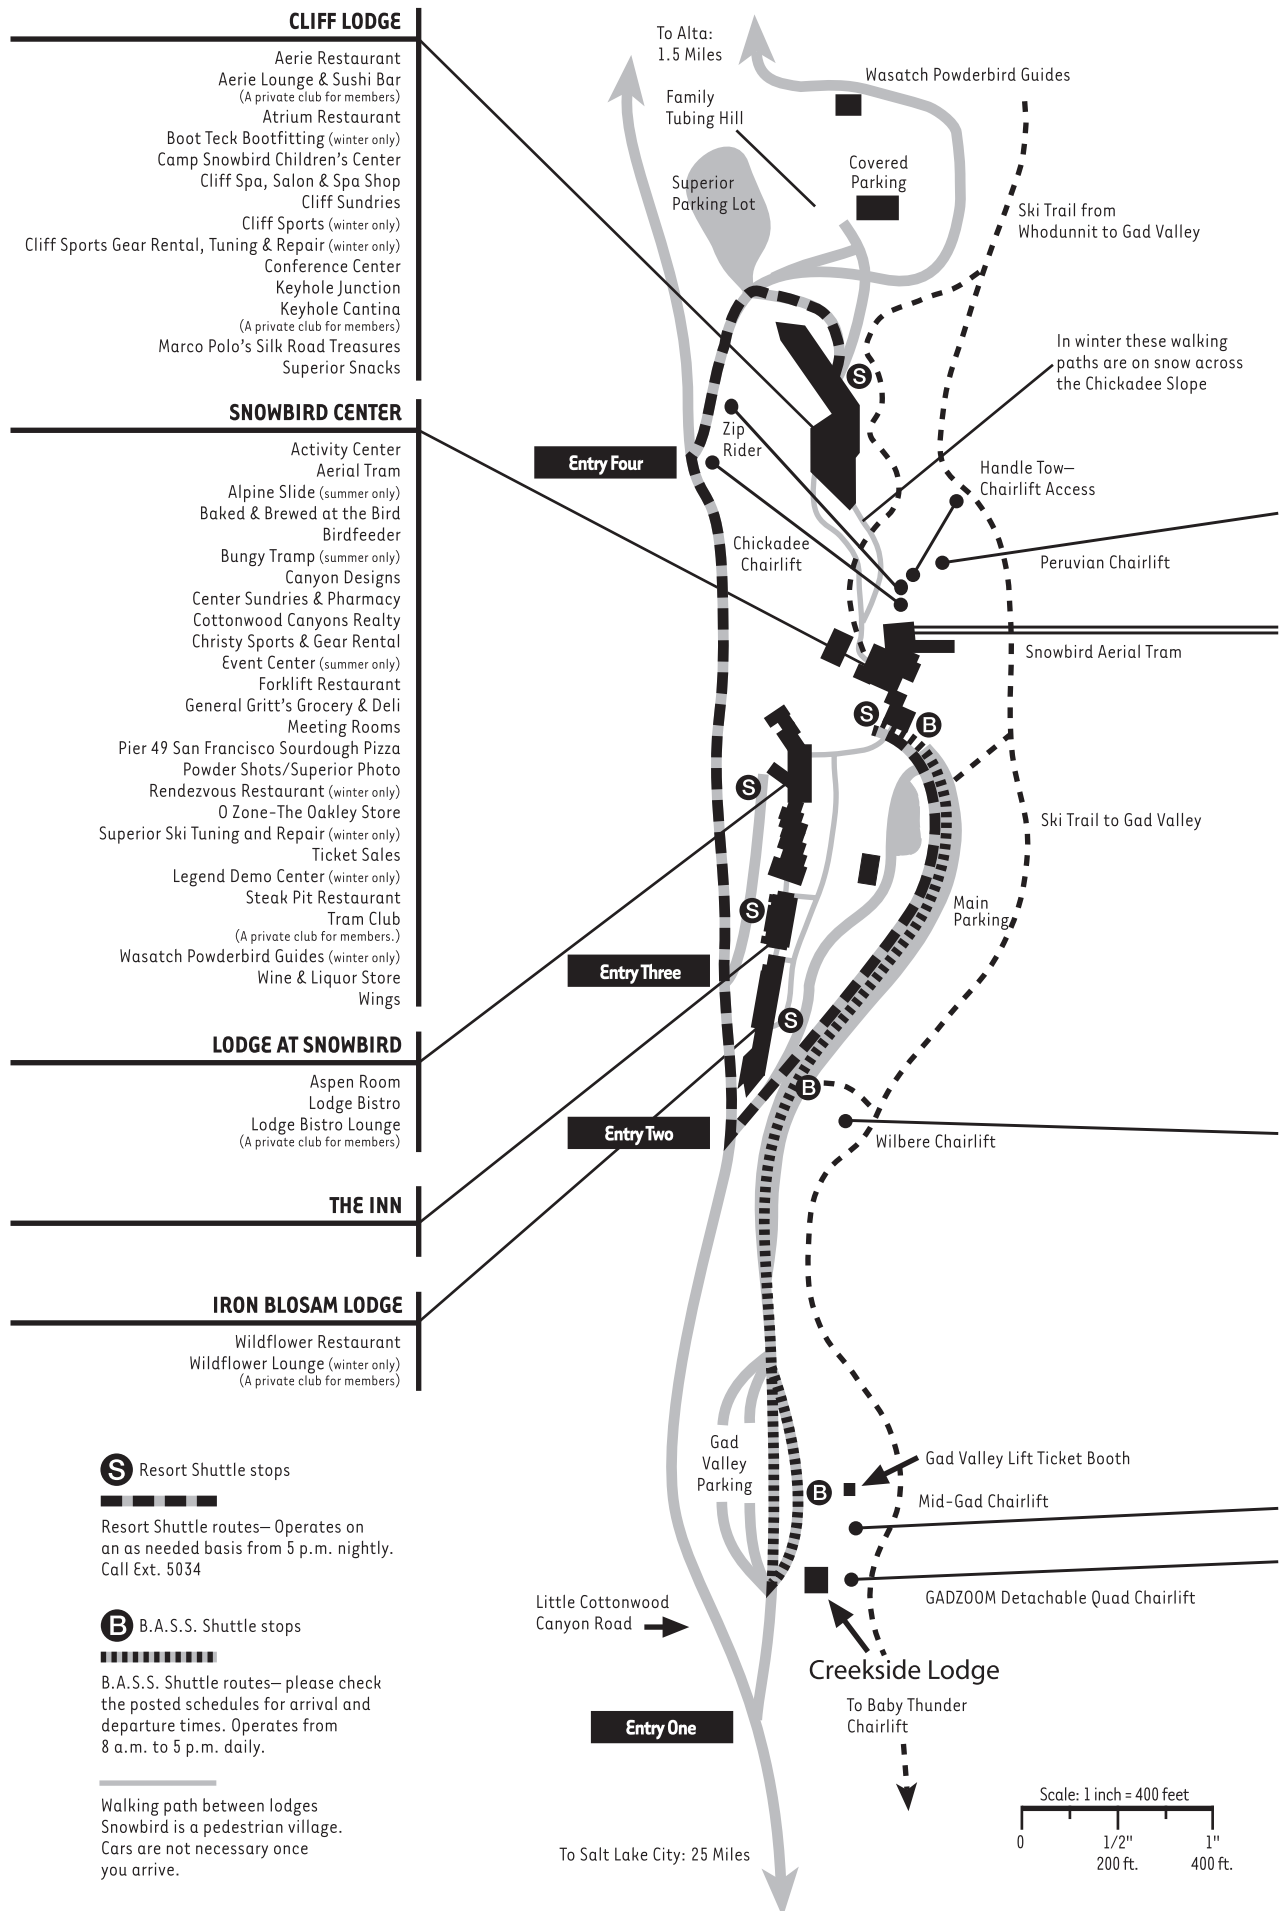 CLIFF LODGE
Aerie Restaurant
Aerie Lounge & Sushi Bar
(A private club for members)
Atrium Restaurant
Boot Teck Bootfitting (winter only)
Camp Snowbird Children's Center
Cliff Spa, Salon & Spa Shop
Cliff Sundries
Cliff Sports (winter only)
Cliff Sports Gear Rental, Tuning & Repair (winter only)
Conference Center
Keyhole Junction
Keyhole Cantina
(A private club for members)
Marco Polo's Silk Road Treasures
Superior Snacks
SNOWBIRD CENTER
Activity Center
Aerial Tram
Alpine Slide (summer only)
Baked & Brewed at the Bird
Birdfeeder
Bungy Tramp (summer only)
Canyon Designs
Center Sundries & Pharmacy
Cottonwood Canyons Realty
Christy Sports & Gear Rental
Event Center (summer only)
Forklift Restaurant
General Gritt's Grocery & Deli
Meeting Rooms
Pier 49 San Francisco Sourdough Pizza
Powder Shots/Superior Photo
Rendezvous Restaurant (winter only)
O Zone–The Oakley Store
Superior Ski Tuning and Repair (winter only)
Ticket Sales
Legend Demo Center (winter only)
Steak Pit Restaurant
Tram Club
(A private club for members.)
Wasatch Powderbird Guides (winter only)
Wine & Liquor Store
Wings
LODGE AT SNOWBIRD
Aspen Room
Lodge Bistro
Lodge Bistro Lounge
(A private club for members)
THE INN
IRON BLOSAM LODGE
Wildflower Restaurant
Wildflower Lounge (winter only)
(A private club for members)
S Resort Shuttle stops
Resort Shuttle routes– Operates on
an as needed basis from 5 p.m. nightly.
Call Ext. 5034
B B.A.S.S. Shuttle stops
B.A.S.S. Shuttle routes– please check
the posted schedules for arrival and
departure times. Operates from
8 a.m. to 5 p.m. daily.
Walking path between lodges
Snowbird is a pedestrian village.
Cars are not necessary once
you arrive.
To Alta:
1.5 Miles
Wasatch Powderbird Guides
Family
Tubing Hill
Covered
Parking
Superior
Parking Lot
Ski Trail from
Whodunnit to Gad Valley
In winter these walking
paths are on snow across
the Chickadee Slope
S
Zip
Rider
Entry Four
Handle Tow–
Chairlift Access
Chickadee
Chairlift
Peruvian Chairlift
Snowbird Aerial Tram
S
B
S
Ski Trail to Gad Valley
Main
Parking
S
Entry Three
S
B
Entry Two
Wilbere Chairlift
Gad
Valley
Parking
Gad Valley Lift Ticket Booth
B
Mid-Gad Chairlift
GADZOOM Detachable Quad Chairlift
Little Cottonwood
Canyon Road
Creekside Lodge
To Baby Thunder
Chairlift
Entry One
Scale: 1 inch = 400 feet
0 1/2" 1"
200 ft. 400 ft.
To Salt Lake City: 25 Miles